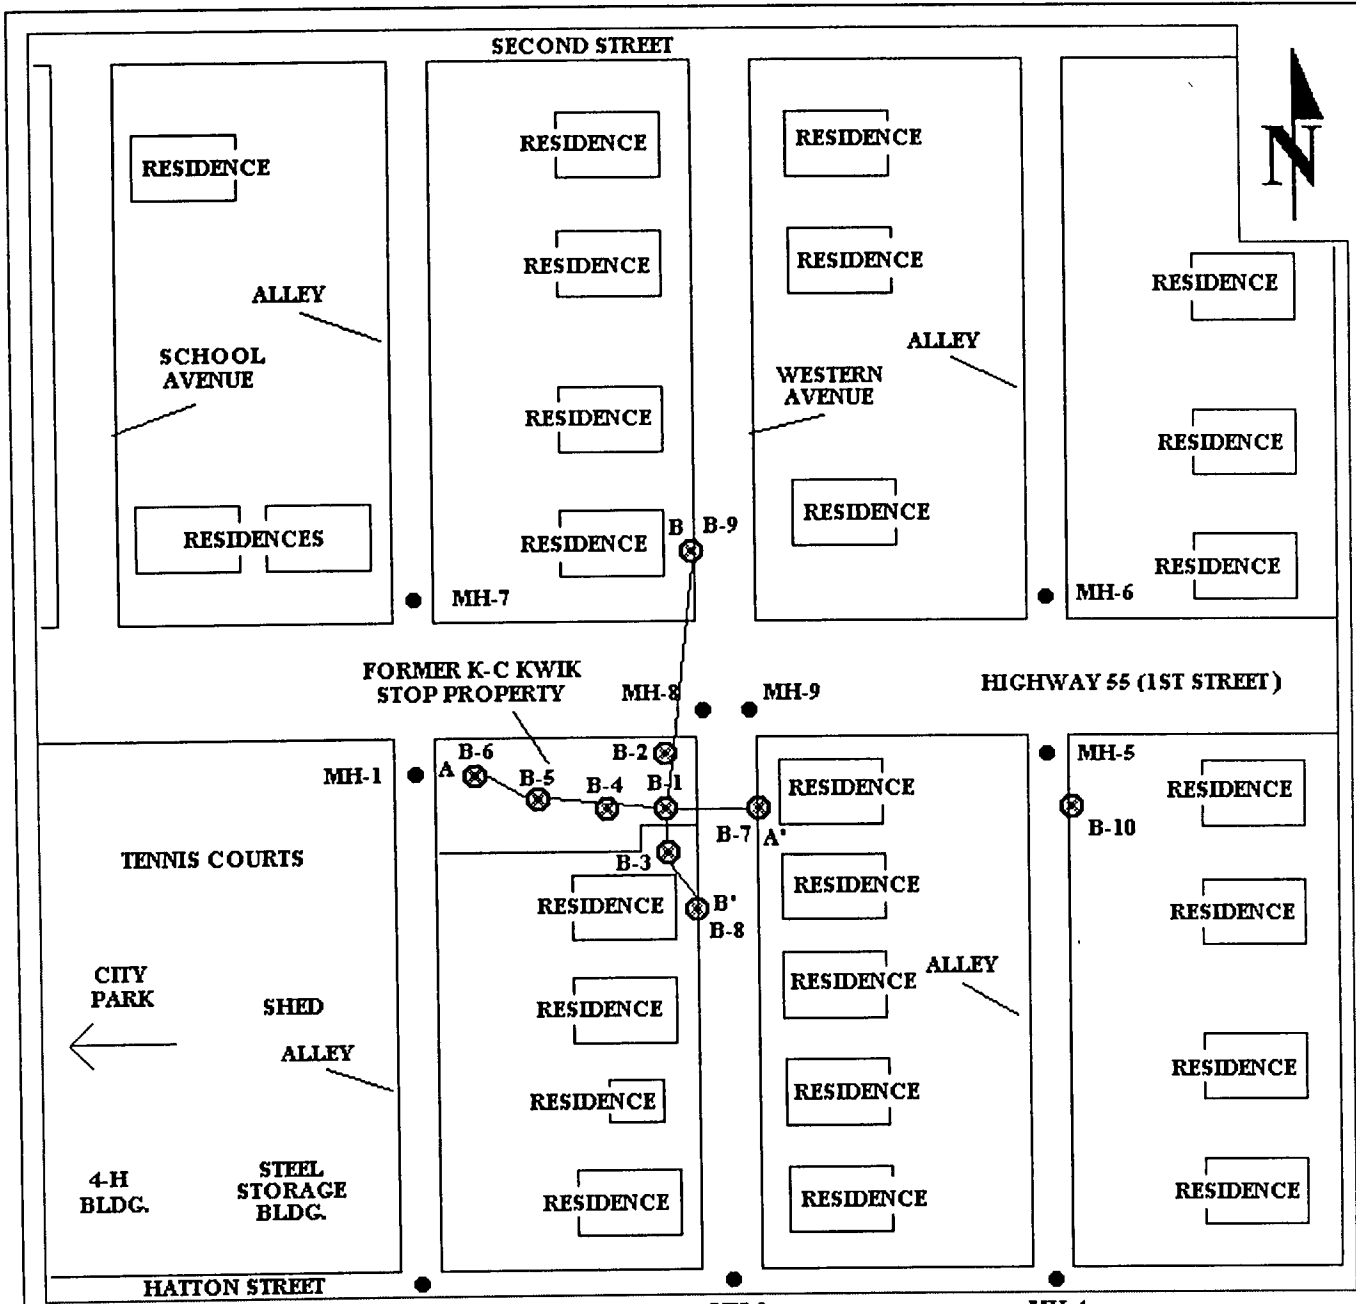 SECOND STREET
N
RESIDENCE
RESIDENCE
RESIDENCE
RESIDENCE
RESIDENCE
RESIDENCE
RESIDENCE
ALLEY
ALLEY
SCHOOL
AVENUE
WESTERN
AVENUE
RESIDENCE
RESIDENCE
RESIDENCE
RESIDENCES
RESIDENCE
B B-9
RESIDENCE
MH-7
MH-6
FORMER K-C KWIK
STOP PROPERTY
MH-8
MH-9
HIGHWAY 55 (1ST STREET)
B-6
B-2
MH-5
MH-1
A
B-5
B-4
B-1
RESIDENCE
RESIDENCE
B-7
A'
B-10
TENNIS COURTS
B-3
RESIDENCE
RESIDENCE
B'
B-8
RESIDENCE
CITY
PARK
SHED
ALLEY
RESIDENCE
RESIDENCE
ALLEY
RESIDENCE
RESIDENCE
RESIDENCE
4-H
BLDG.
STEEL
STORAGE
BLDG.
RESIDENCE
RESIDENCE
RESIDENCE
HATTON STREET